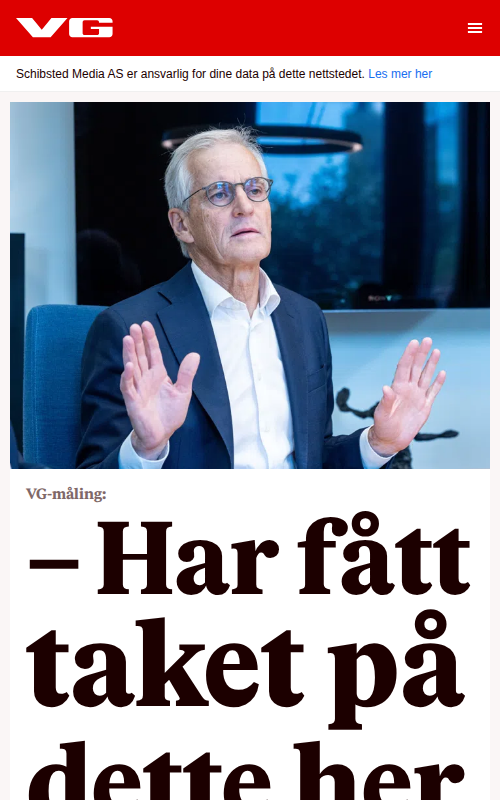 VG
Schibsted Media AS er ansvarlig for dine data på dette nettstedet. Les mer her
SONY
VG-måling:
– Har fått
taket på
dette her